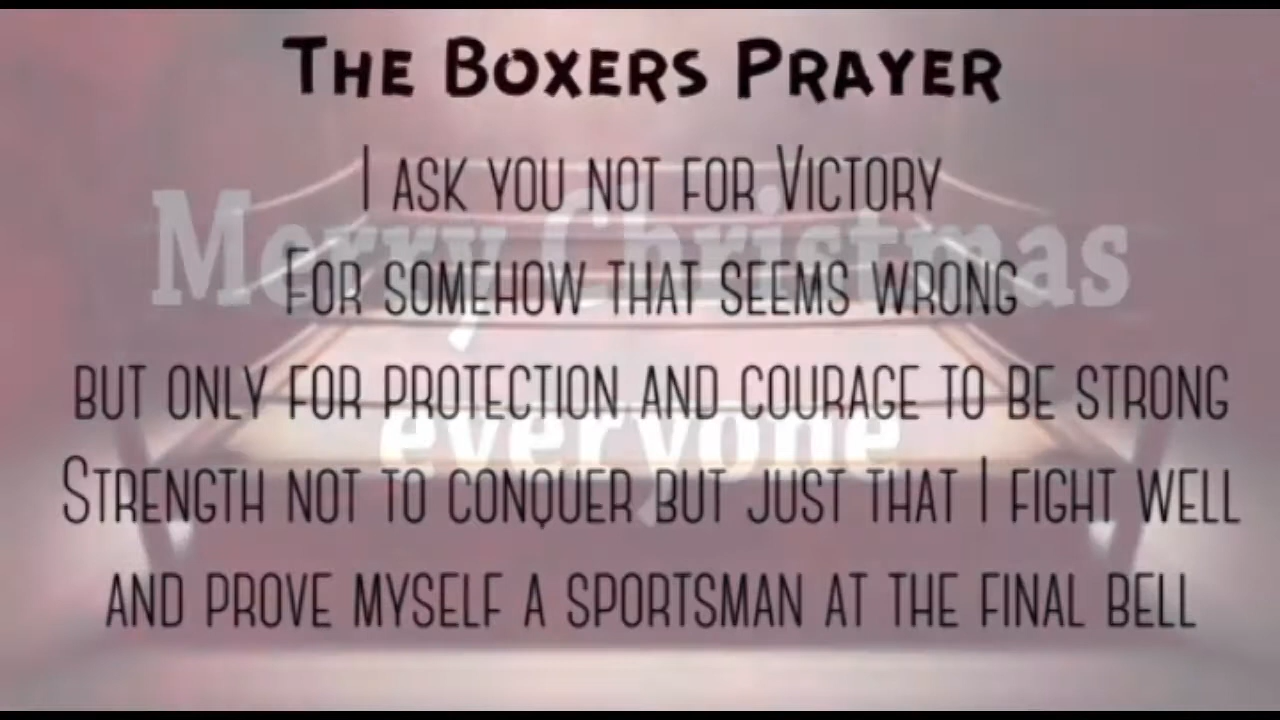 The Boxers Prayer
I ask you not for Victory
Merry Christmas
For somehow that seems wrong
but only for protection and courage to be strong
everyone
Strength not to conquer but just that I fight well
and prove myself a sportsman at the final bell